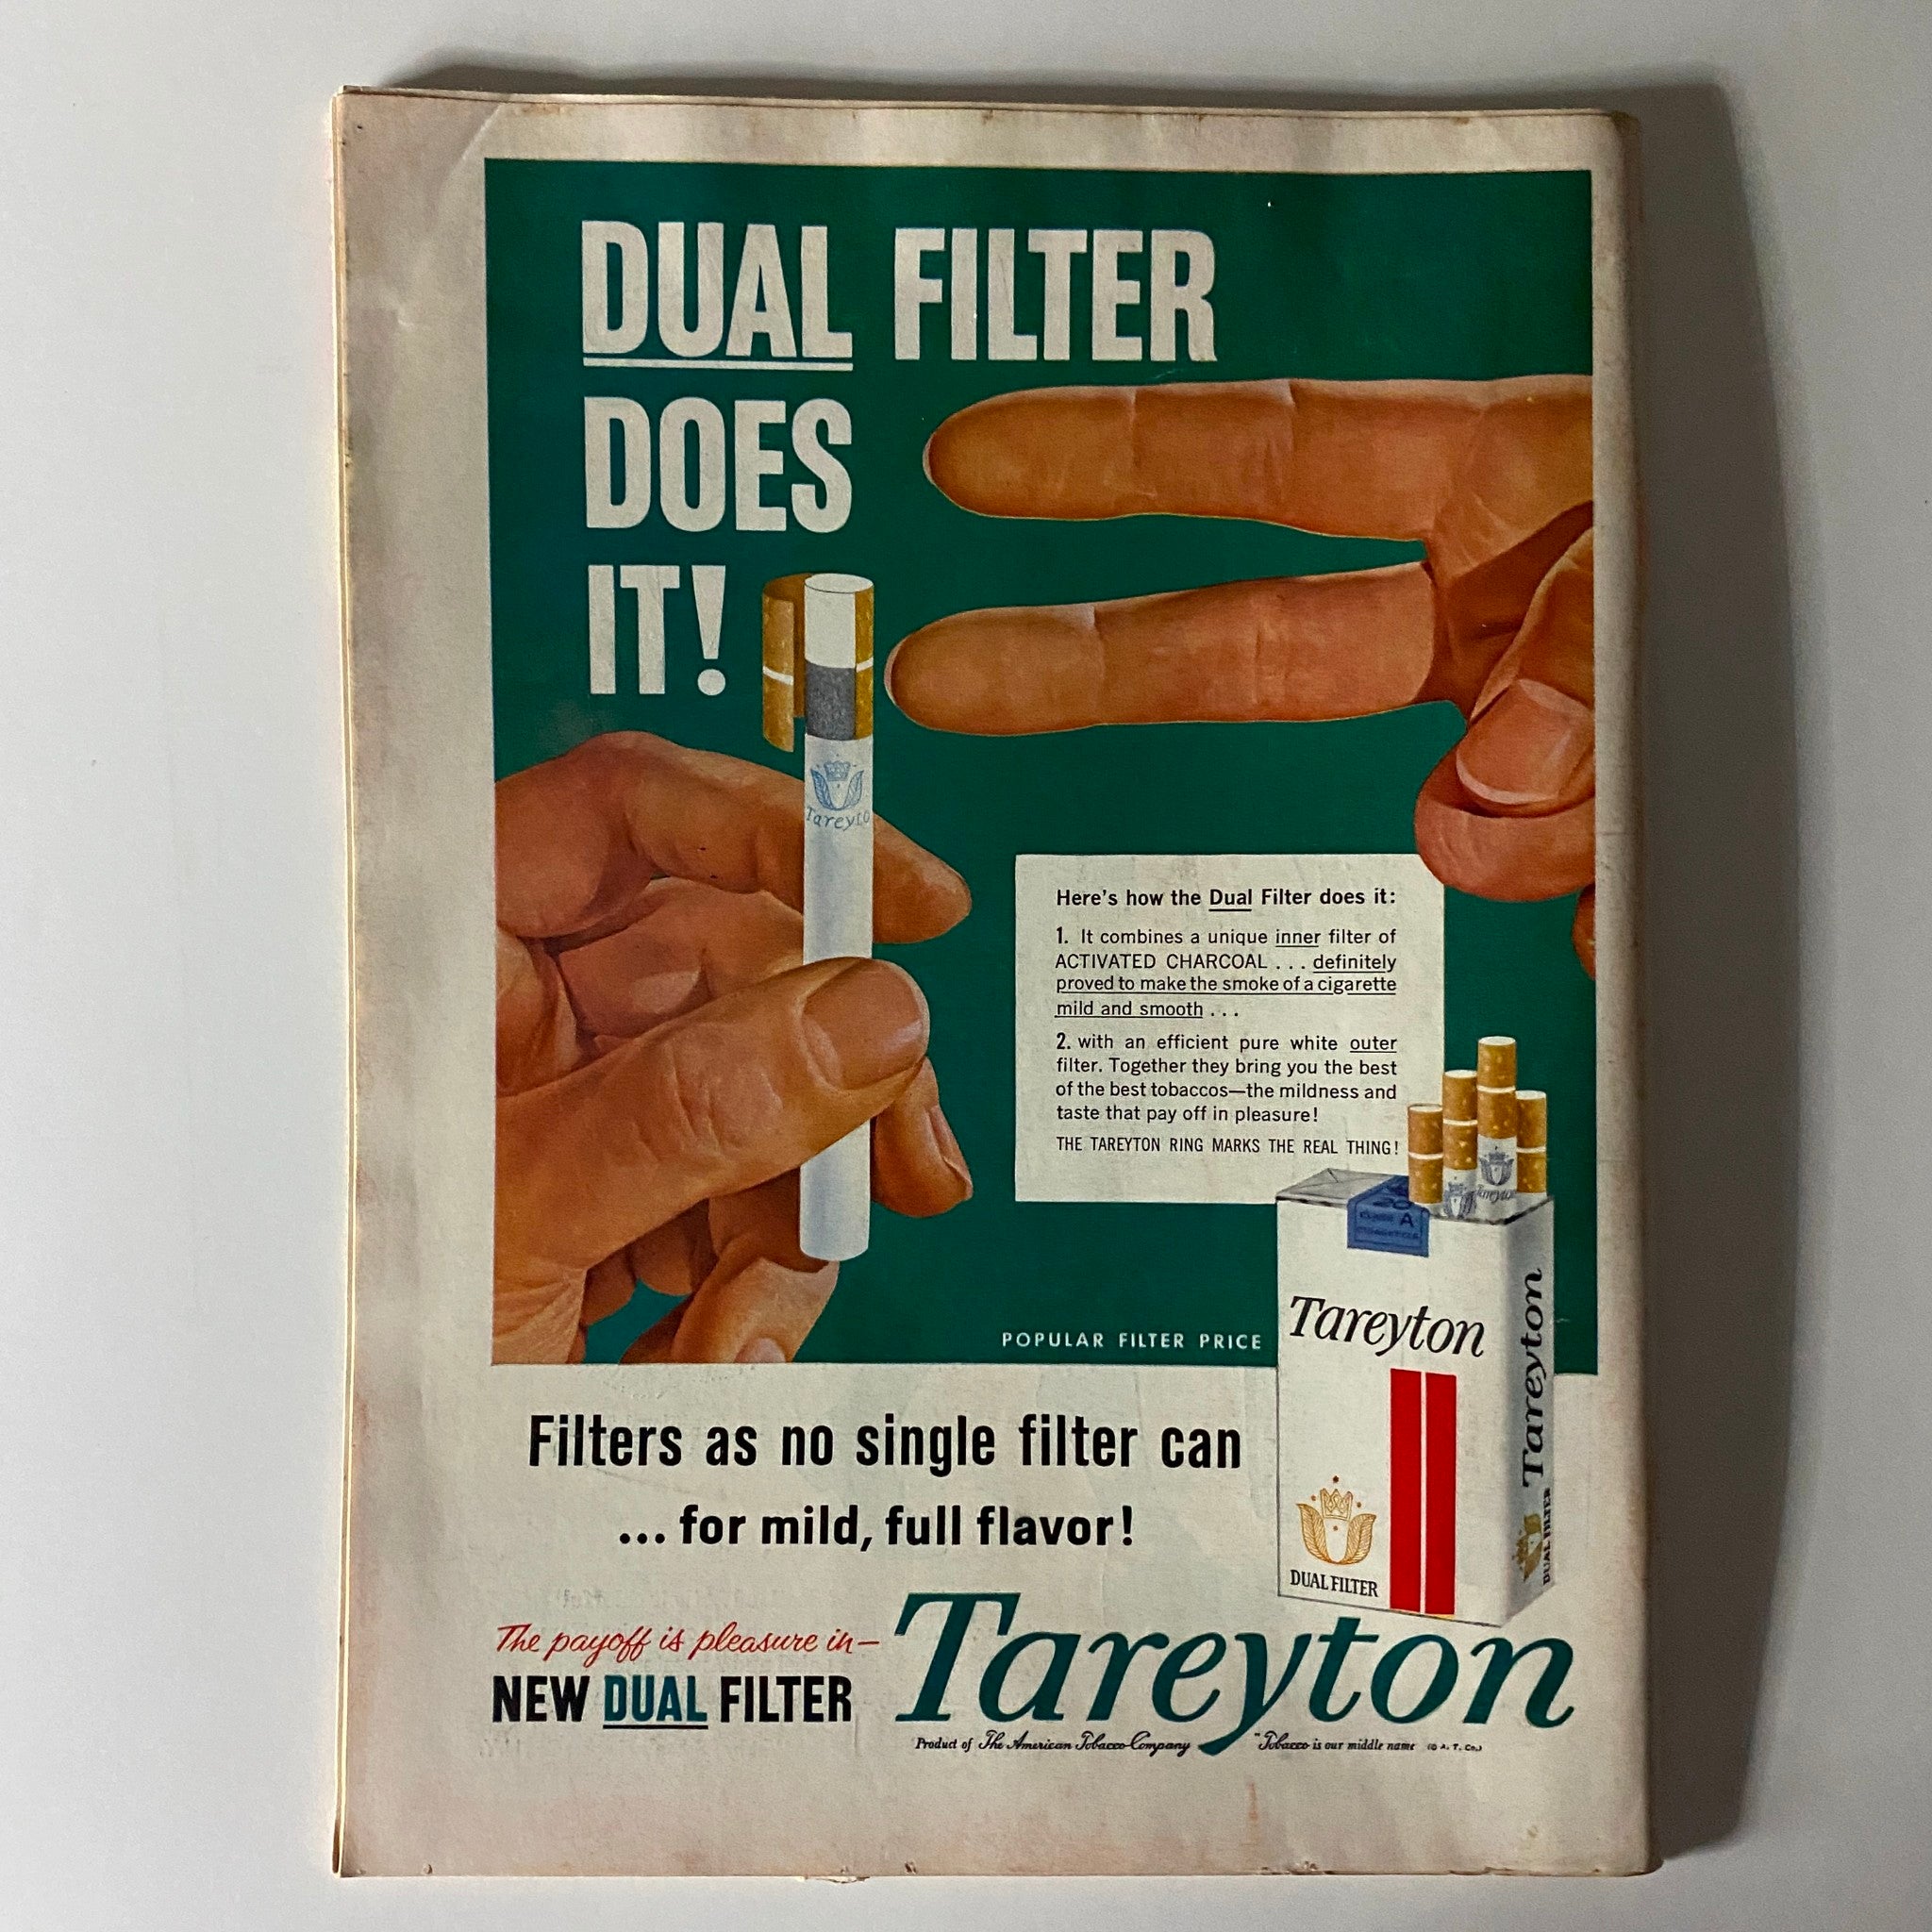 DUAL FILTER
DOES
IT!
Tareyto
Here's how the Dual Filter does it:
1. It combines a unique inner filter of
ACTIVATED CHARCOAL . . . definitely
proved to make the smoke of a cigarette
mild and smooth . . .
2. with an efficient pure white outer
filter. Together they bring you the best
of the best tobaccos—the mildness and
taste that pay off in pleasure!
THE TAREYTON RING MARKS THE REAL THING!
Tareyto
CLASS A
POPULAR FILTER PRICE
Tareyton
DUAL FILTER
Tareyton
DUAL FILTER
Filters as no single filter can
... for mild, full flavor!
The payoff is pleasure in—
NEW DUAL FILTER Tareyton
Product of The American Tobacco Company "Tobacco is our middle name © A. T. Co.)